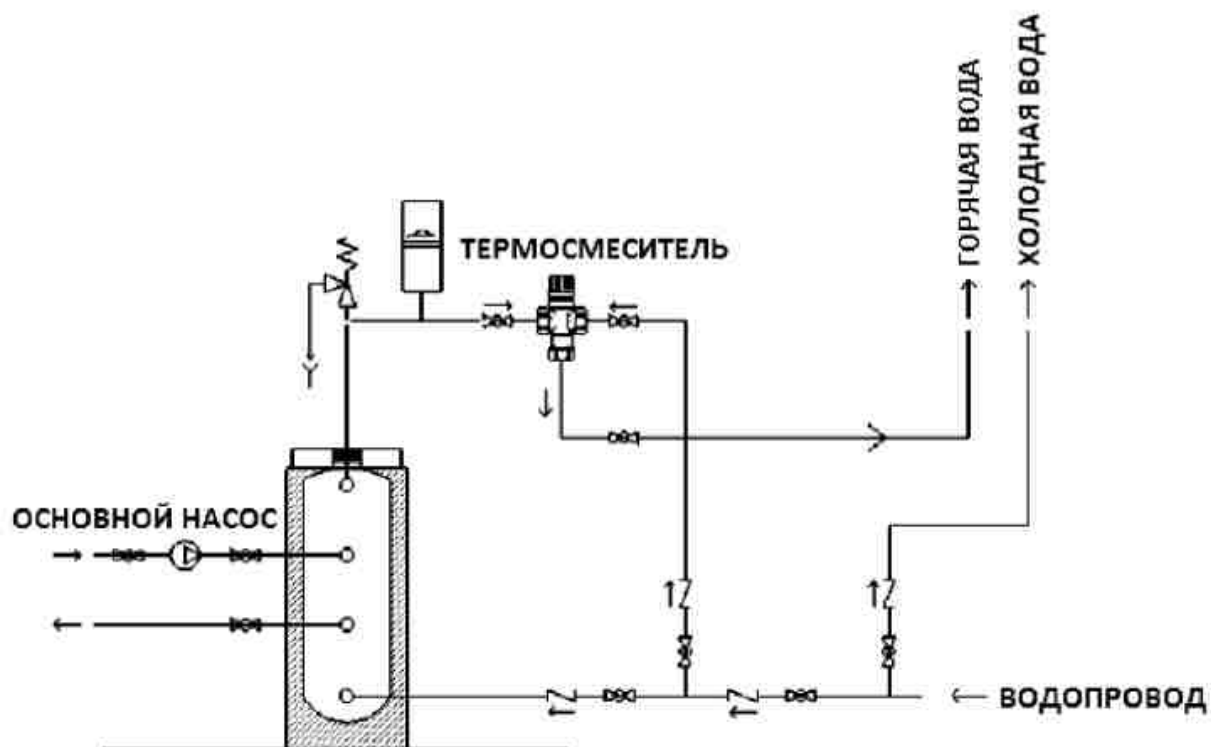 ГОРЯЧАЯ ВОДА
ХОЛОДНАЯ ВОДА
ТЕРМОСМЕСИТЕЛЬ
ОСНОВНОЙ НАСОС
ВОДОПРОВОД